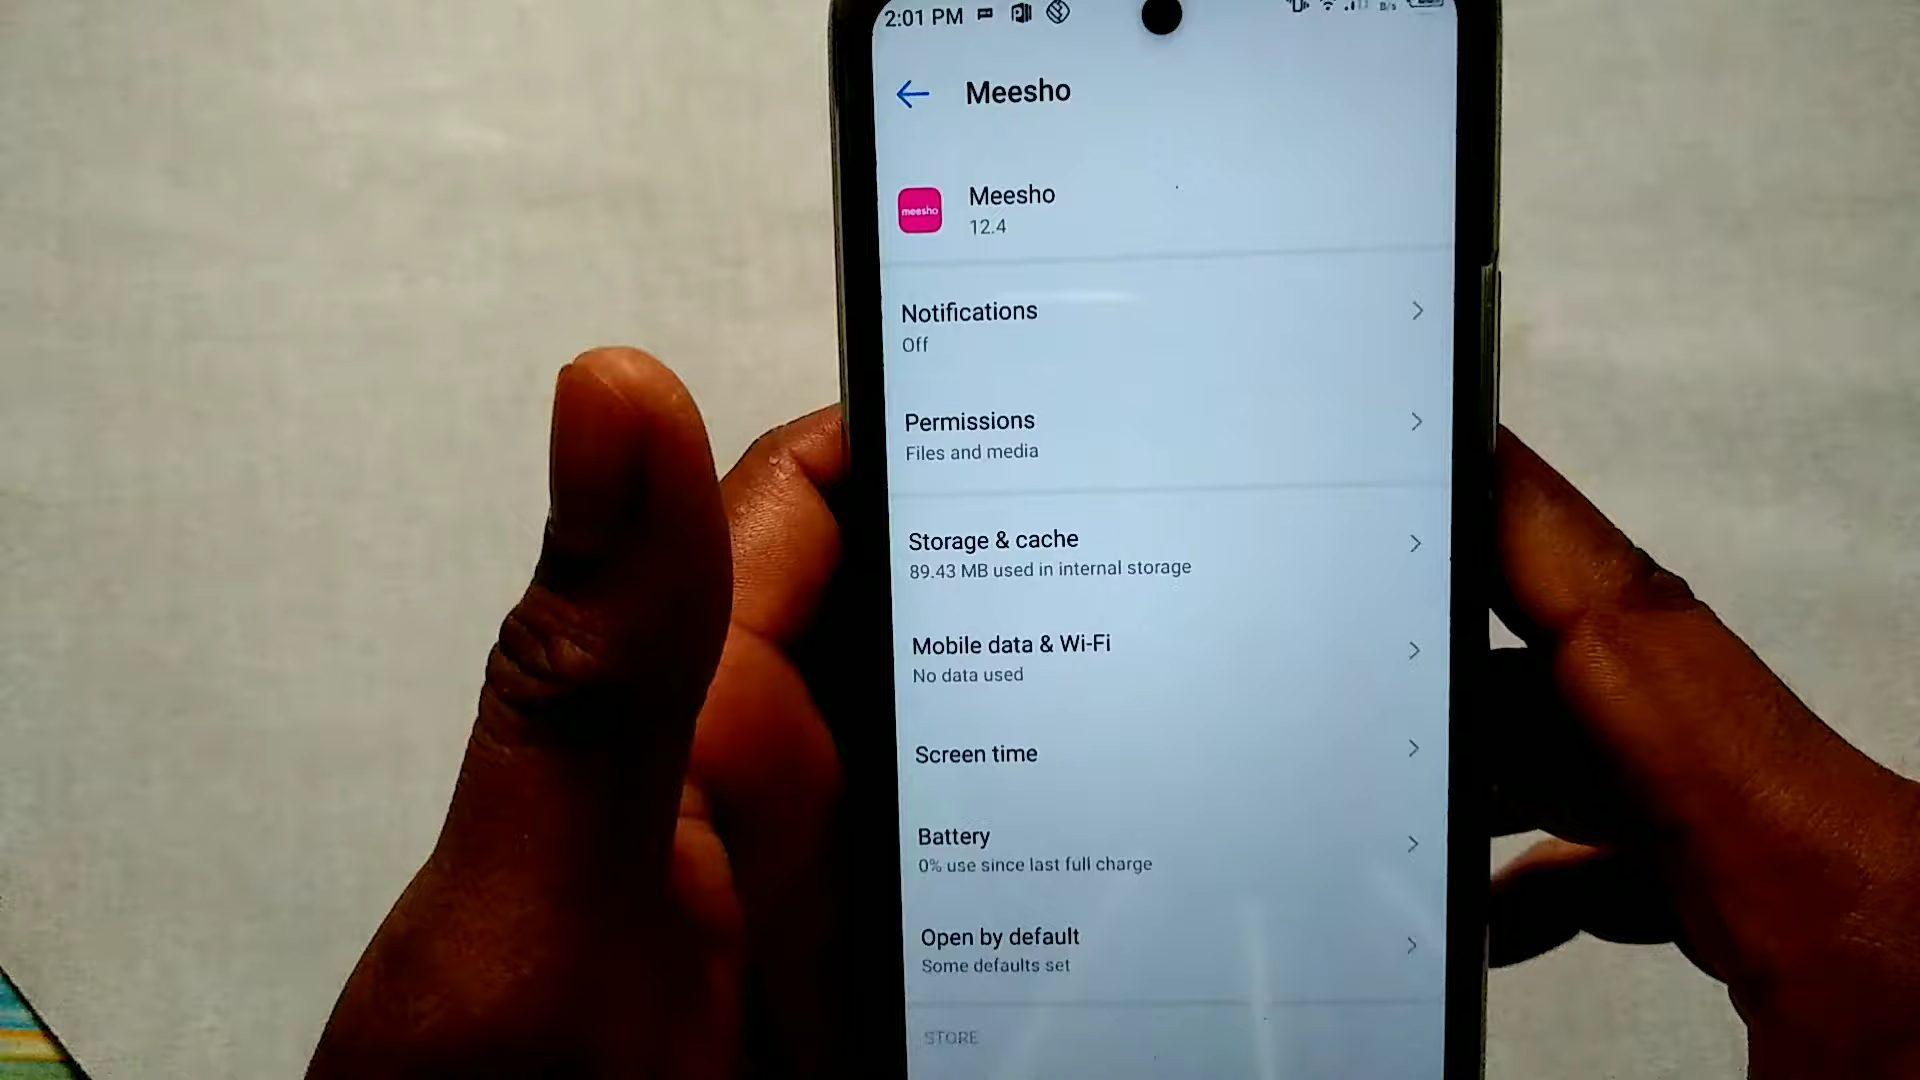 2:01 PM
B/s
Meesho
meesho
Meesho
12.4
Notifications
Off
Permissions
Files and media
Storage & cache
89.43 MB used in internal storage
Mobile data & Wi-Fi
No data used
Screen time
Battery
0% use since last full charge
Open by default
Some defaults set
STORE